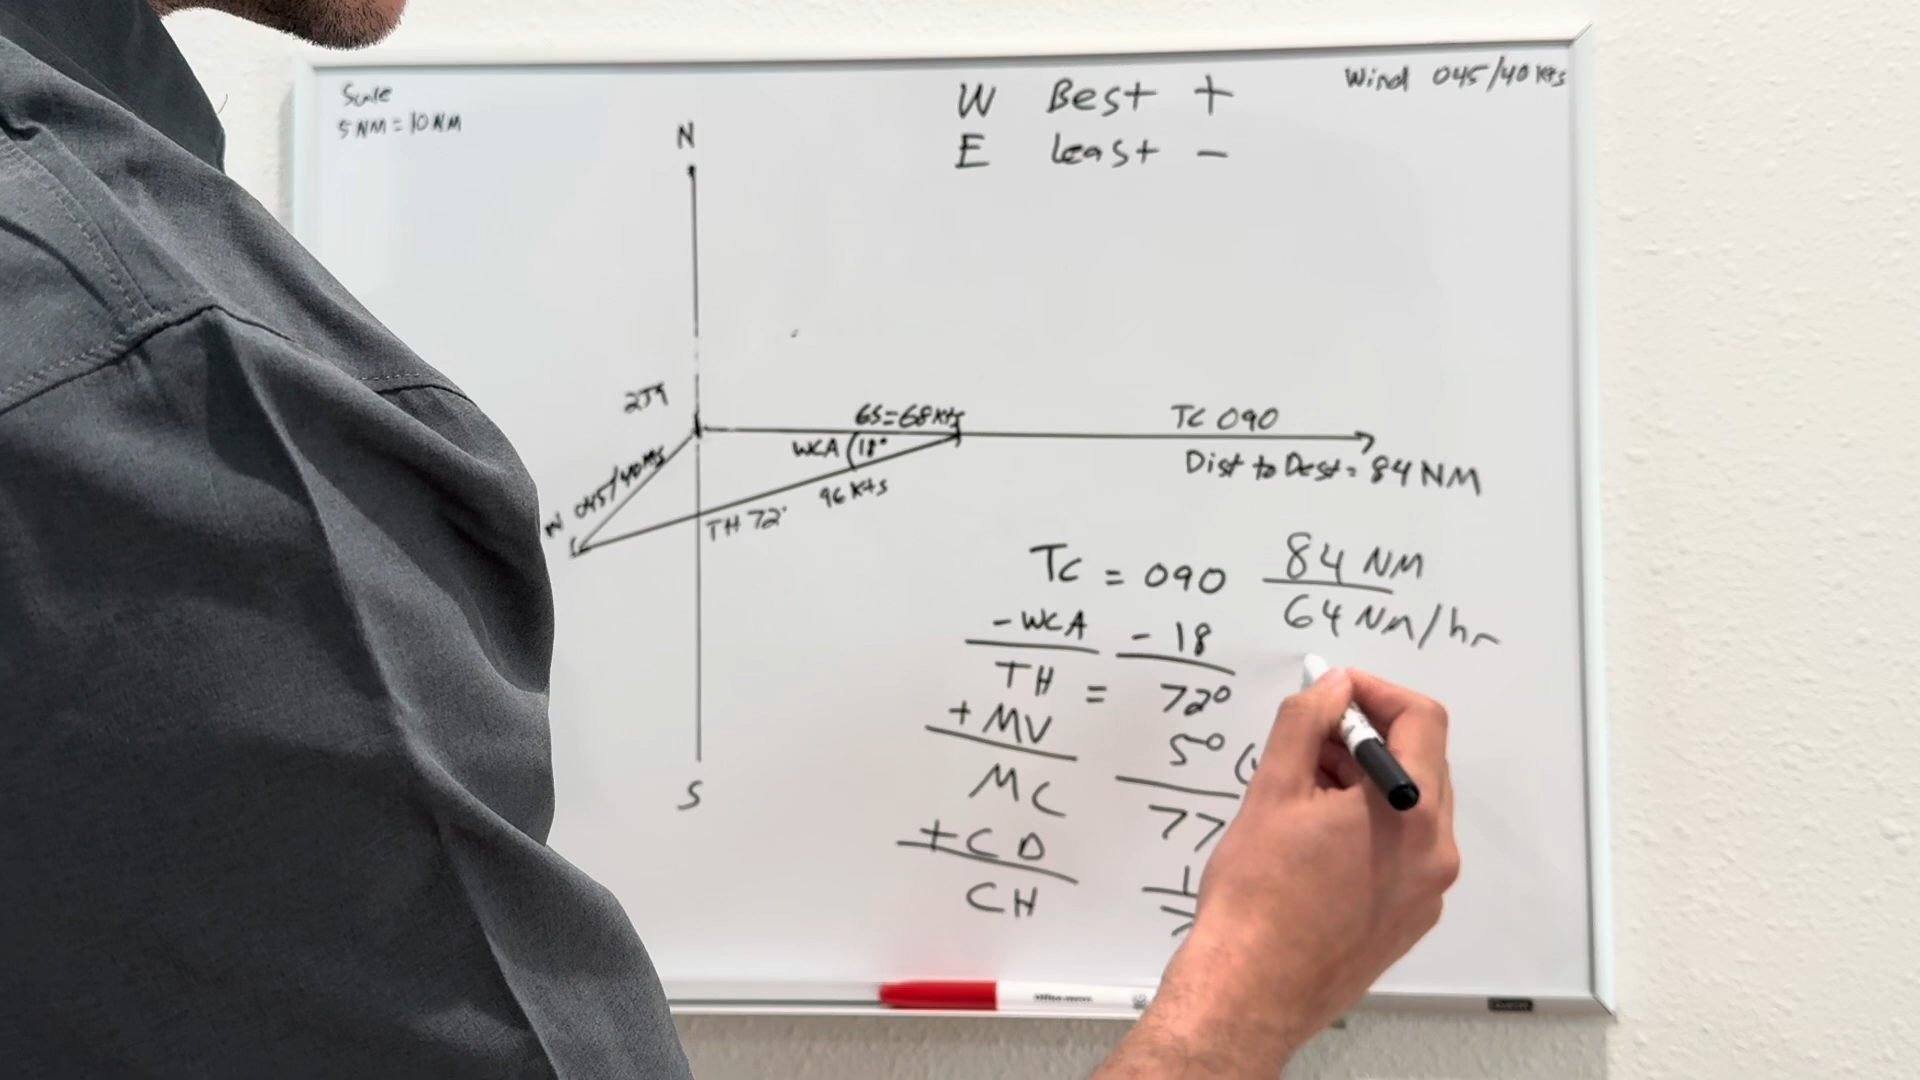 Scale
5 NM = 10 NM
W Best +
E least -
Wind 045/40 kts
N
GS=68 kts
WCA 18°
96 kts
TH 72°
W 045/40 kts
TC 090
Dist to Dest = 84 NM
S
TC = 090
-WCA -18
TH = 72°
+MV 5°
MC 77
+CD 1
CH
84 NM
64 Nm/hr